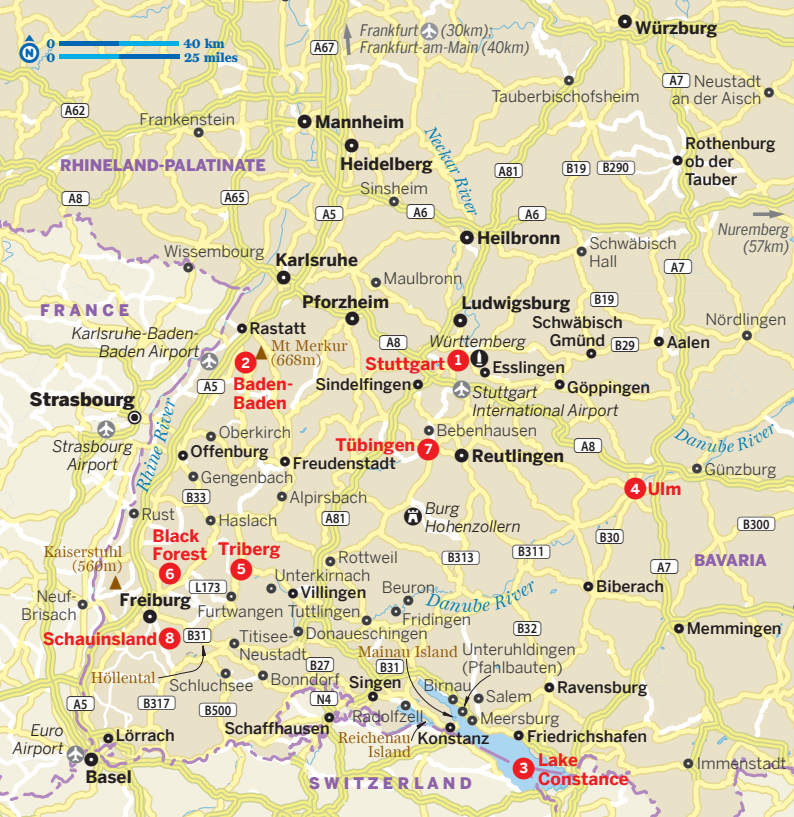 0 40 km
N
0 25 miles
A67
Frankfurt (30km);
Frankfurt-am-Main (40km)
Würzburg
A7
Neustadt
an der Aisch
Tauberbischofsheim
A62
Frankenstein
Mannheim
Heidelberg
Neckar River
Rothenburg
ob der
Tauber
RHINELAND-PALATINATE
A81
B19
B290
Sinsheim
A8
A65
A5
A6
A6
Nuremberg
(57km)
Heilbronn
Schwäbisch
Hall
Wissembourg
Karlsruhe
A7
Maulbronn
FRANCE
Pforzheim
Ludwigsburg
B19
Nördlingen
Karlsruhe-Baden-
Baden Airport
Rastatt
Mt Merkur
(668m)
A8
Württemberg
Schwäbisch
Gmünd
B29
Aalen
2
Baden-
Baden
Stuttgart 1
Esslingen
A5
Sindelfingen
Göppingen
Stuttgart
International Airport
Strasbourg
Strasbourg
Airport
Rhine River
Oberkirch
Bebenhausen
Tübingen 7
Reutlingen
A8
Danube River
Offenburg
Freudenstadt
Günzburg
Gengenbach
4 Ulm
B33
Alpirsbach
Rust
Haslach
A81
Burg
Hohenzollern
B300
B30
Black
Forest
6
Triberg
5
Kaiserstuhl
(560m)
Rottweil
B313
B311
BAVARIA
A7
Unterkirnach
L173
Villingen
Beuron
Danube River
Biberach
Neuf-
Brisach
Freiburg
Furtwangen
Tuttlingen
Fridingen
Schauinsland 8
B31
Titisee-
Neustadt
Donaueschingen
B32
Memmingen
Höllental
Mainau Island
Unteruhldingen
(Pfahlbauten)
B27
B31
Schluchsee
Bonndorf
Singen
Birnau
Salem
Ravensburg
A5
B317
B500
N4
Radolfzell
Meersburg
Schaffhausen
Reichenau
Island
Konstanz
Friedrichshafen
Euro
Airport
Lörrach
Basel
3
Lake
Constance
Immenstadt
SWITZERLAND